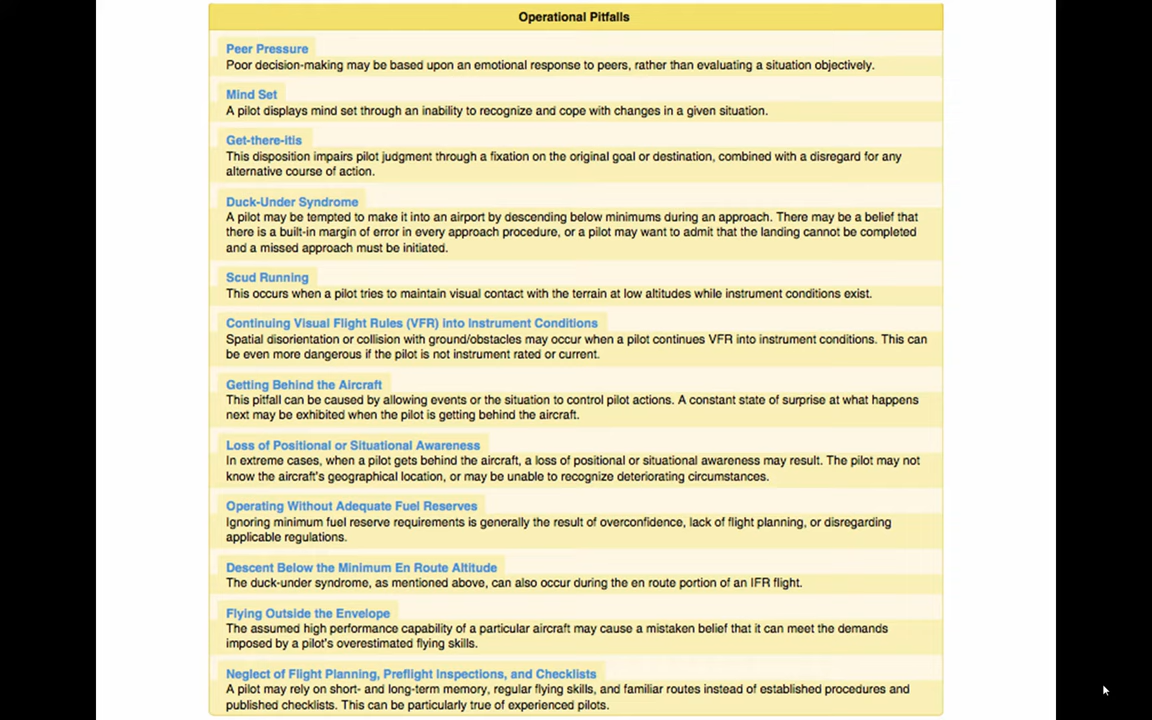 Operational Pitfalls
Peer Pressure
Poor decision-making may be based upon an emotional response to peers, rather than evaluating a situation objectively.
Mind Set
A pilot displays mind set through an inability to recognize and cope with changes in a given situation.
Get-there-itis
This disposition impairs pilot judgment through a fixation on the original goal or destination, combined with a disregard for any
alternative course of action.
Duck-Under Syndrome
A pilot may be tempted to make it into an airport by descending below minimums during an approach. There may be a belief that
there is a built-in margin of error in every approach procedure, or a pilot may want to admit that the landing cannot be completed
and a missed approach must be initiated.
Scud Running
This occurs when a pilot tries to maintain visual contact with the terrain at low altitudes while instrument conditions exist.
Continuing Visual Flight Rules (VFR) into Instrument Conditions
Spatial disorientation or collision with ground/obstacles may occur when a pilot continues VFR into instrument conditions. This can
be even more dangerous if the pilot is not instrument rated or current.
Getting Behind the Aircraft
This pitfall can be caused by allowing events or the situation to control pilot actions. A constant state of surprise at what happens
next may be exhibited when the pilot is getting behind the aircraft.
Loss of Positional or Situational Awareness
In extreme cases, when a pilot gets behind the aircraft, a loss of positional or situational awareness may result. The pilot may not
know the aircraft's geographical location, or may be unable to recognize deteriorating circumstances.
Operating Without Adequate Fuel Reserves
Ignoring minimum fuel reserve requirements is generally the result of overconfidence, lack of flight planning, or disregarding
applicable regulations.
Descent Below the Minimum En Route Altitude
The duck-under syndrome, as mentioned above, can also occur during the en route portion of an IFR flight.
Flying Outside the Envelope
The assumed high performance capability of a particular aircraft may cause a mistaken belief that it can meet the demands
imposed by a pilot's overestimated flying skills.
Neglect of Flight Planning, Preflight Inspections, and Checklists
A pilot may rely on short- and long-term memory, regular flying skills, and familiar routes instead of established procedures and
published checklists. This can be particularly true of experienced pilots.